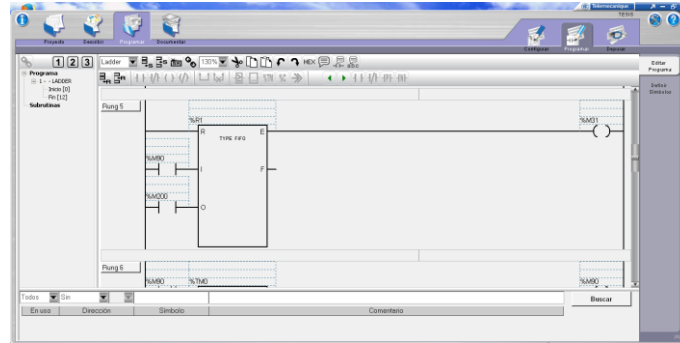 Telemecanique
TESIS
Proyecto
Describir
Programar
Documentar
Configurar
Programar
Depurar
1 2 3
Ladder
130%
HEX
Programa
1 - - LADDER
Inicio [0]
Fin [12]
Subrutinas
Editar
Programa
Definir
Símbolos
Rung 5
%R1
%M31
R
TYPE FIFO
E
%M90
I
F
%M200
O
Rung 6
%M90
%TM0
%M90
Todos
Sin
Buscar
En uso
Dirección
Símbolo
Comentario